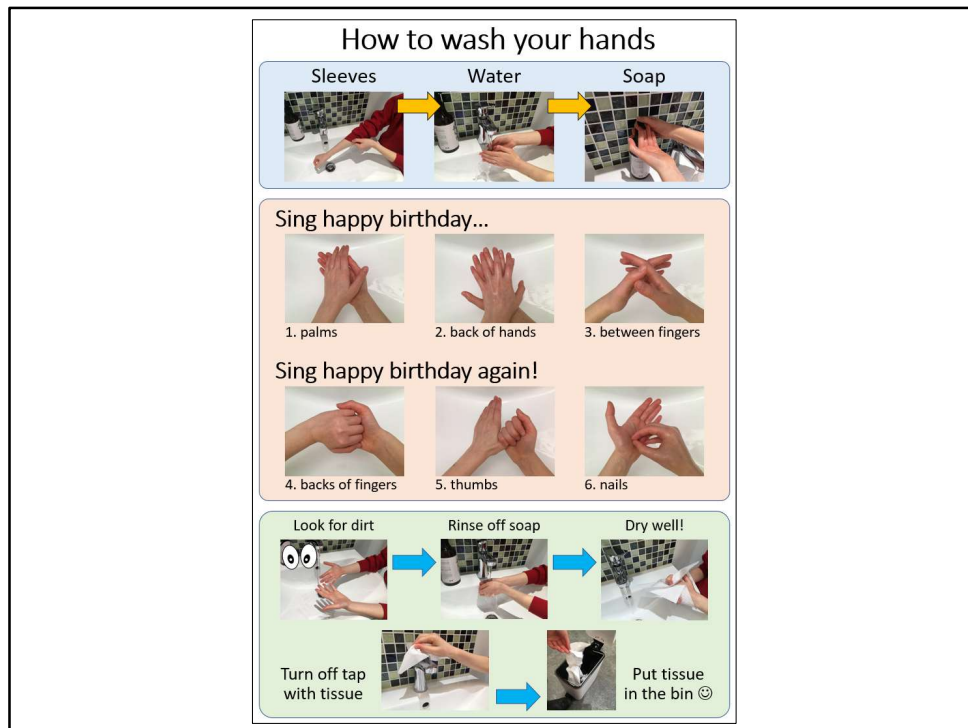 How to wash your hands
Sleeves
Water
Soap
Sing happy birthday...
1. palms
2. back of hands
3. between fingers
Sing happy birthday again!
4. backs of fingers
5. thumbs
6. nails
Look for dirt
Rinse off soap
Dry well!
Turn off tap
with tissue
Put tissue
in the bin ☺